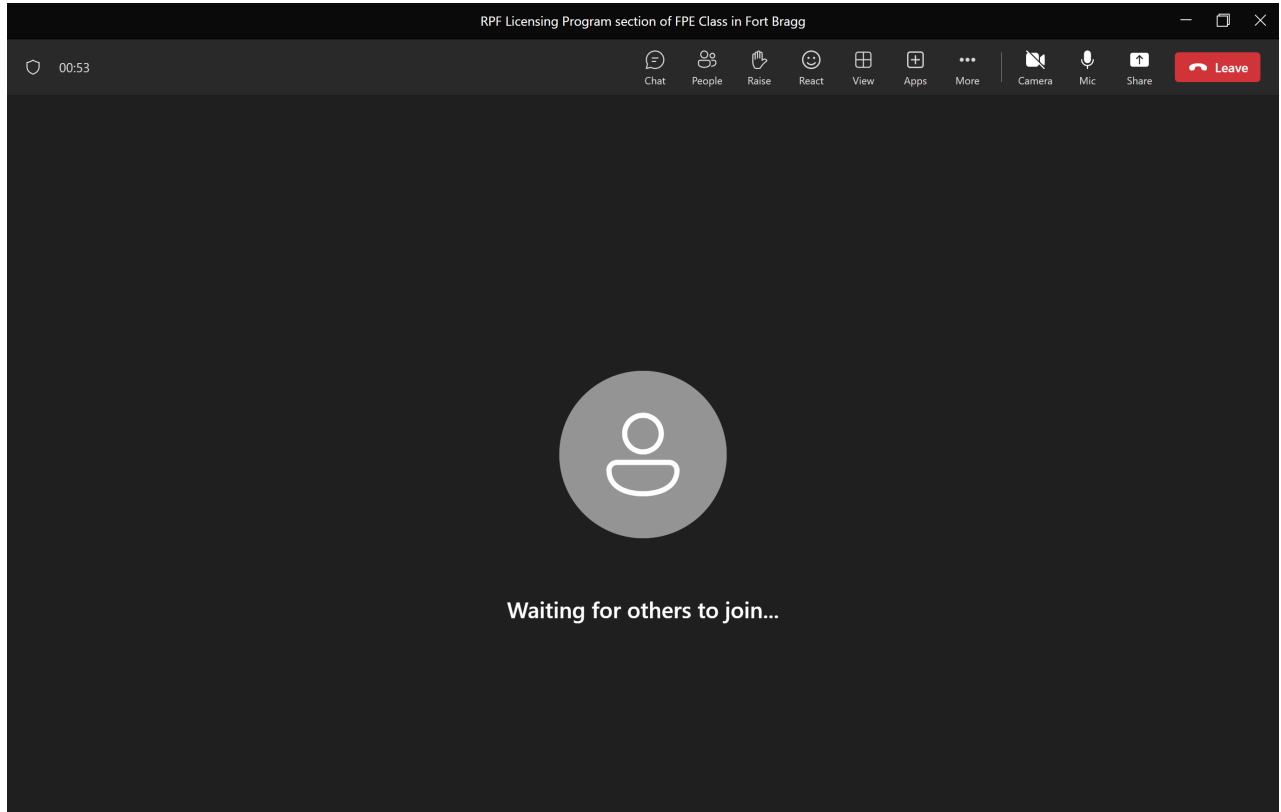 RPF Licensing Program section of FPE Class in Fort Bragg
00:53
Chat People Raise React View Apps More Camera Mic Share Leave
Waiting for others to join...